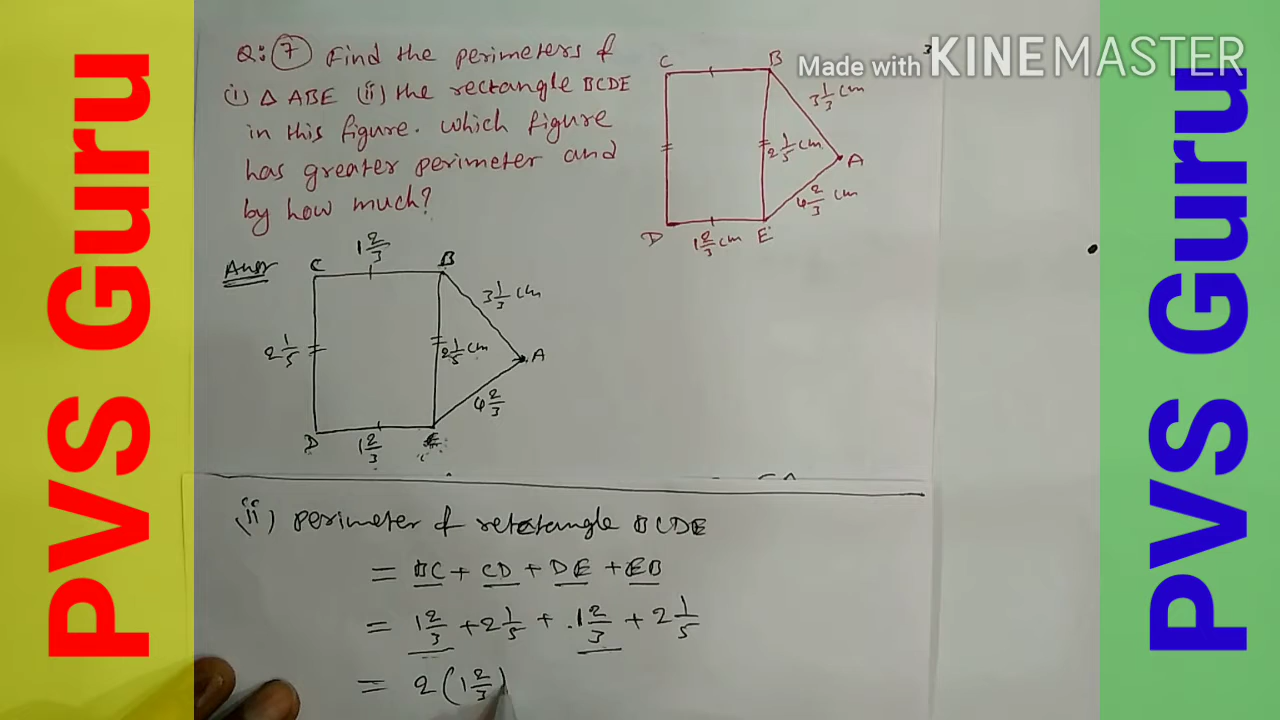 PVS Guru
Q: 7 Find the perimeters of
(i) Δ ABE (ii) the rectangle BCDE
in this figure. Which figure
has greater perimeter and
by how much?
C B
3 1/3 cm
2 1/5 cm
A
4 2/3 cm
D 1 2/3 cm E
Made with KINEMASTER
3
Ans:
1 2/3
C B
3 1/3 cm
2 1/5
2 1/5 cm
A
4 2/3
D 1 2/3 E
(ii) perimeter of retctangle BCDE
= BC + CD + DE + EB
= 1 2/3 + 2 1/5 + 1 2/3 + 2 1/5
= 2 (1 2/3)
PVS Guru